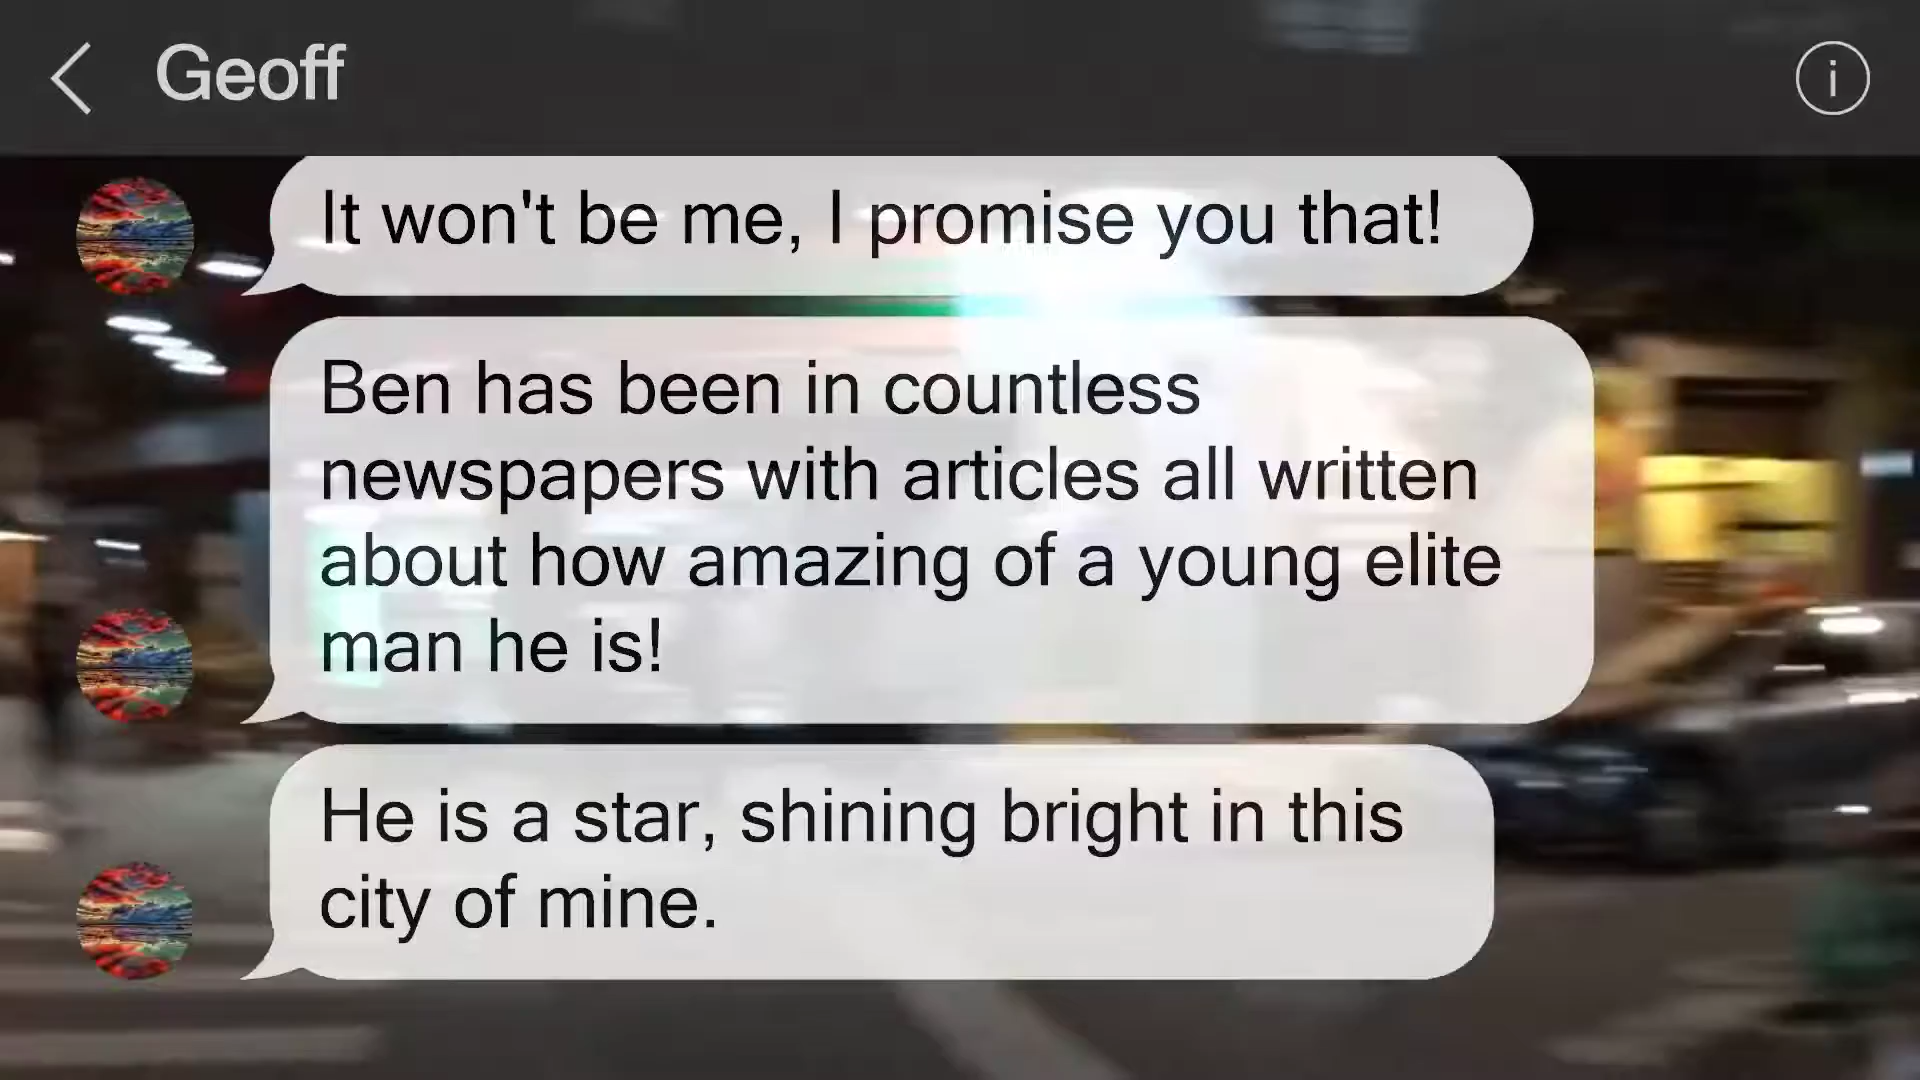 Geoff
It won't be me, I promise you that!
Ben has been in countless
newspapers with articles all written
about how amazing of a young elite
man he is!
He is a star, shining bright in this
city of mine.